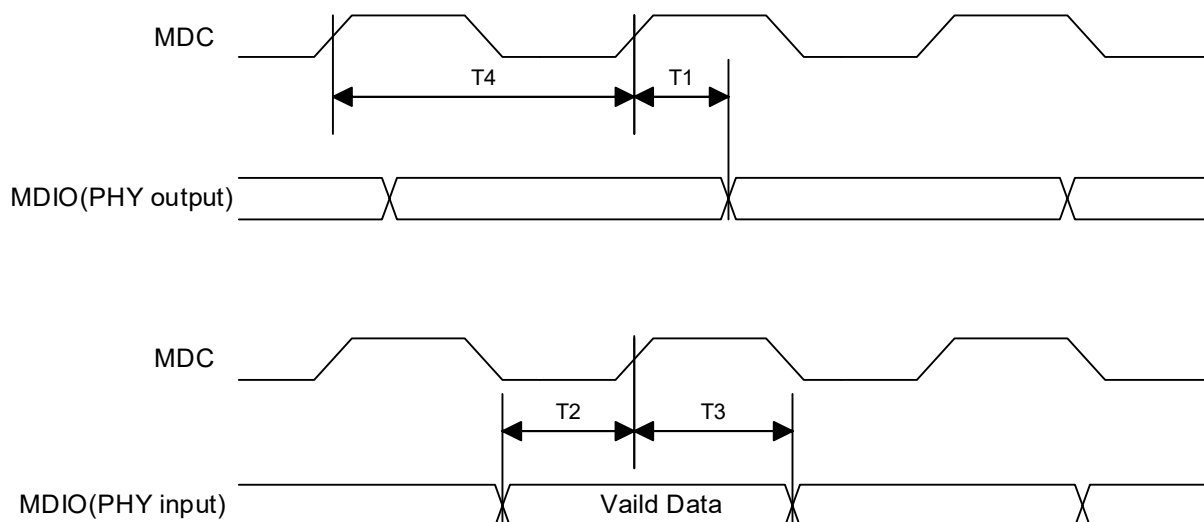 MDC
T4
T1
MDIO(PHY output)
MDC
T2
T3
MDIO(PHY input)
Vaild Data